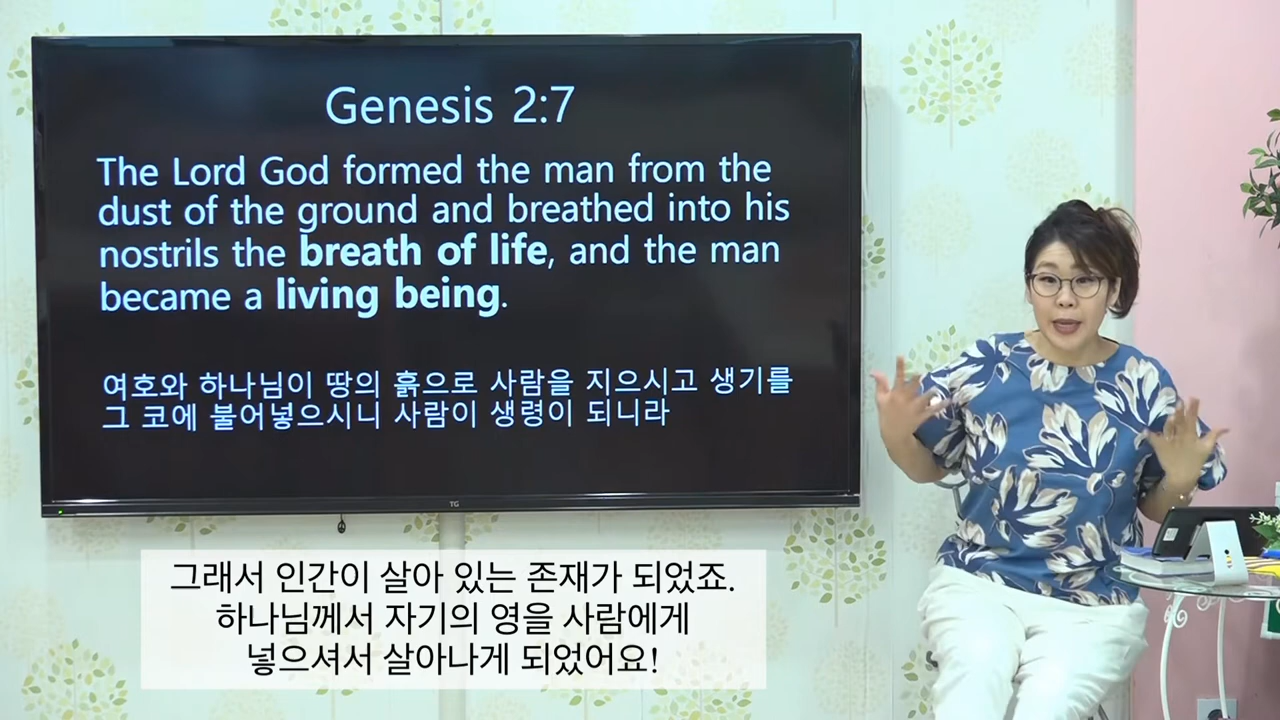 Genesis 2:7
The Lord God formed the man from the
dust of the ground and breathed into his
nostrils the breath of life, and the man
became a living being.
여호와 하나님이 땅의 흙으로 사람을 지으시고 생기를
그 코에 불어넣으시니 사람이 생령이 되니라
TG
그래서 인간이 살아 있는 존재가 되었죠.
하나님께서 자기의 영을 사람에게
넣으셔서 살아나게 되었어요!